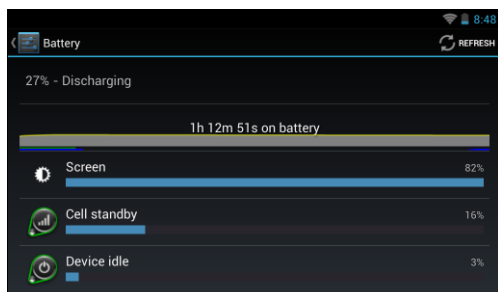 8:48
Battery
REFRESH
27% - Discharging
1h 12m 51s on battery
Screen 82%
Cell standby 16%
Device idle 3%